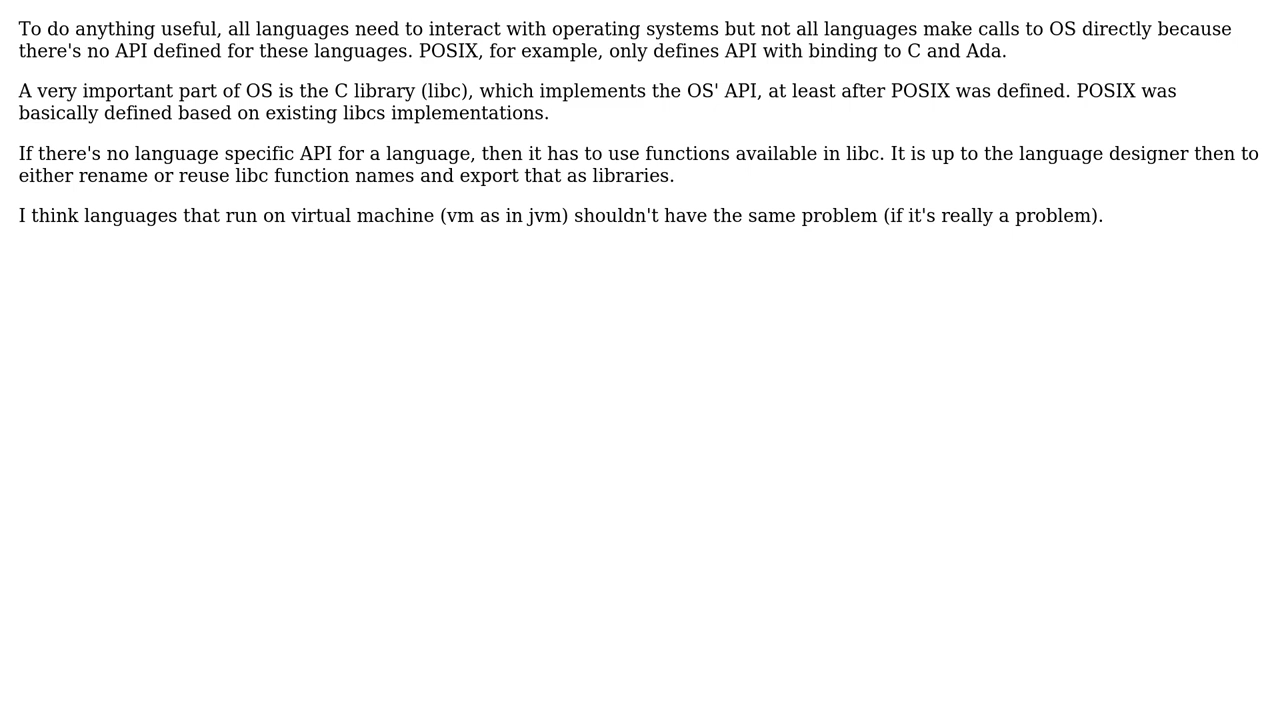 To do anything useful, all languages need to interact with operating systems but not all languages make calls to OS directly because
there's no API defined for these languages. POSIX, for example, only defines API with binding to C and Ada.
A very important part of OS is the C library (libc), which implements the OS' API, at least after POSIX was defined. POSIX was
basically defined based on existing libcs implementations.
If there's no language specific API for a language, then it has to use functions available in libc. It is up to the language designer then to
either rename or reuse libc function names and export that as libraries.
I think languages that run on virtual machine (vm as in jvm) shouldn't have the same problem (if it's really a problem).